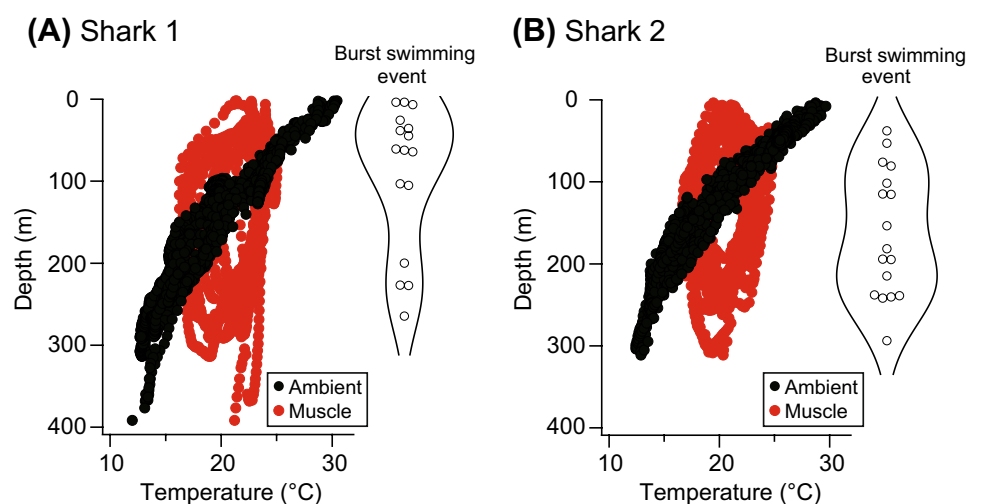 (A) Shark 1
Burst swimming
event
0
100
200
300
400
Depth (m)
10
20
30
Temperature (°C)
Ambient
Muscle
(B) Shark 2
Burst swimming
event
0
100
200
300
400
Depth (m)
10
20
30
Temperature (°C)
Ambient
Muscle